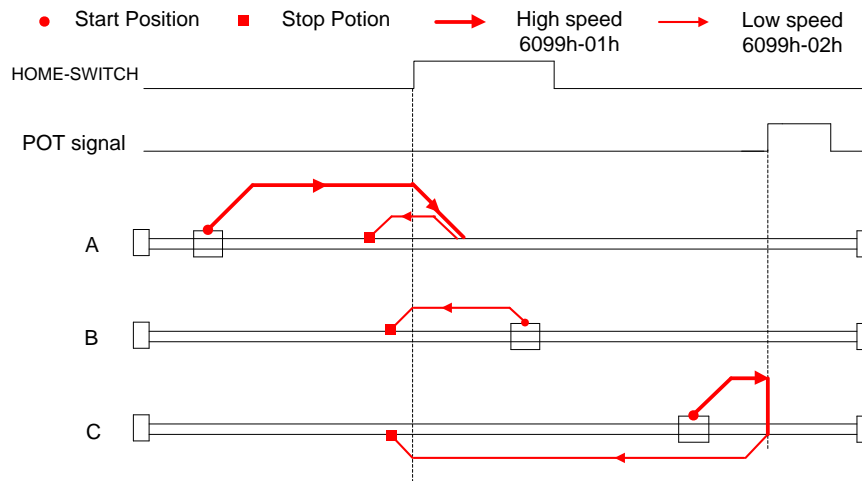 Start Position
Stop Potion
High speed
6099h-01h
Low speed
6099h-02h
HOME-SWITCH
POT signal
A
B
C